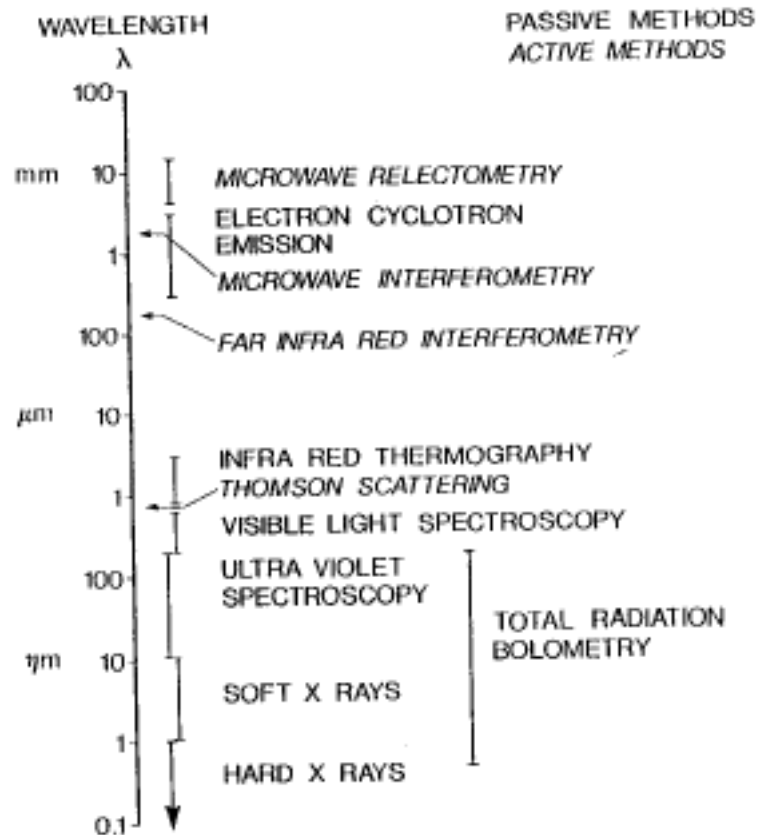 WAVELENGTH
λ
PASSIVE METHODS
ACTIVE METHODS
100
mm
10
MICROWAVE RELECTOMETRY
ELECTRON CYCLOTRON
EMISSION
1
MICROWAVE INTERFEROMETRY
100
FAR INFRA RED INTERFEROMETRY
μm
10
INFRA RED THERMOGRAPHY
1
THOMSON SCATTERING
VISIBLE LIGHT SPECTROSCOPY
100
ULTRA VIOLET
SPECTROSCOPY
TOTAL RADIATION
BOLOMETRY
ηm
10
SOFT X RAYS
1
HARD X RAYS
0.1